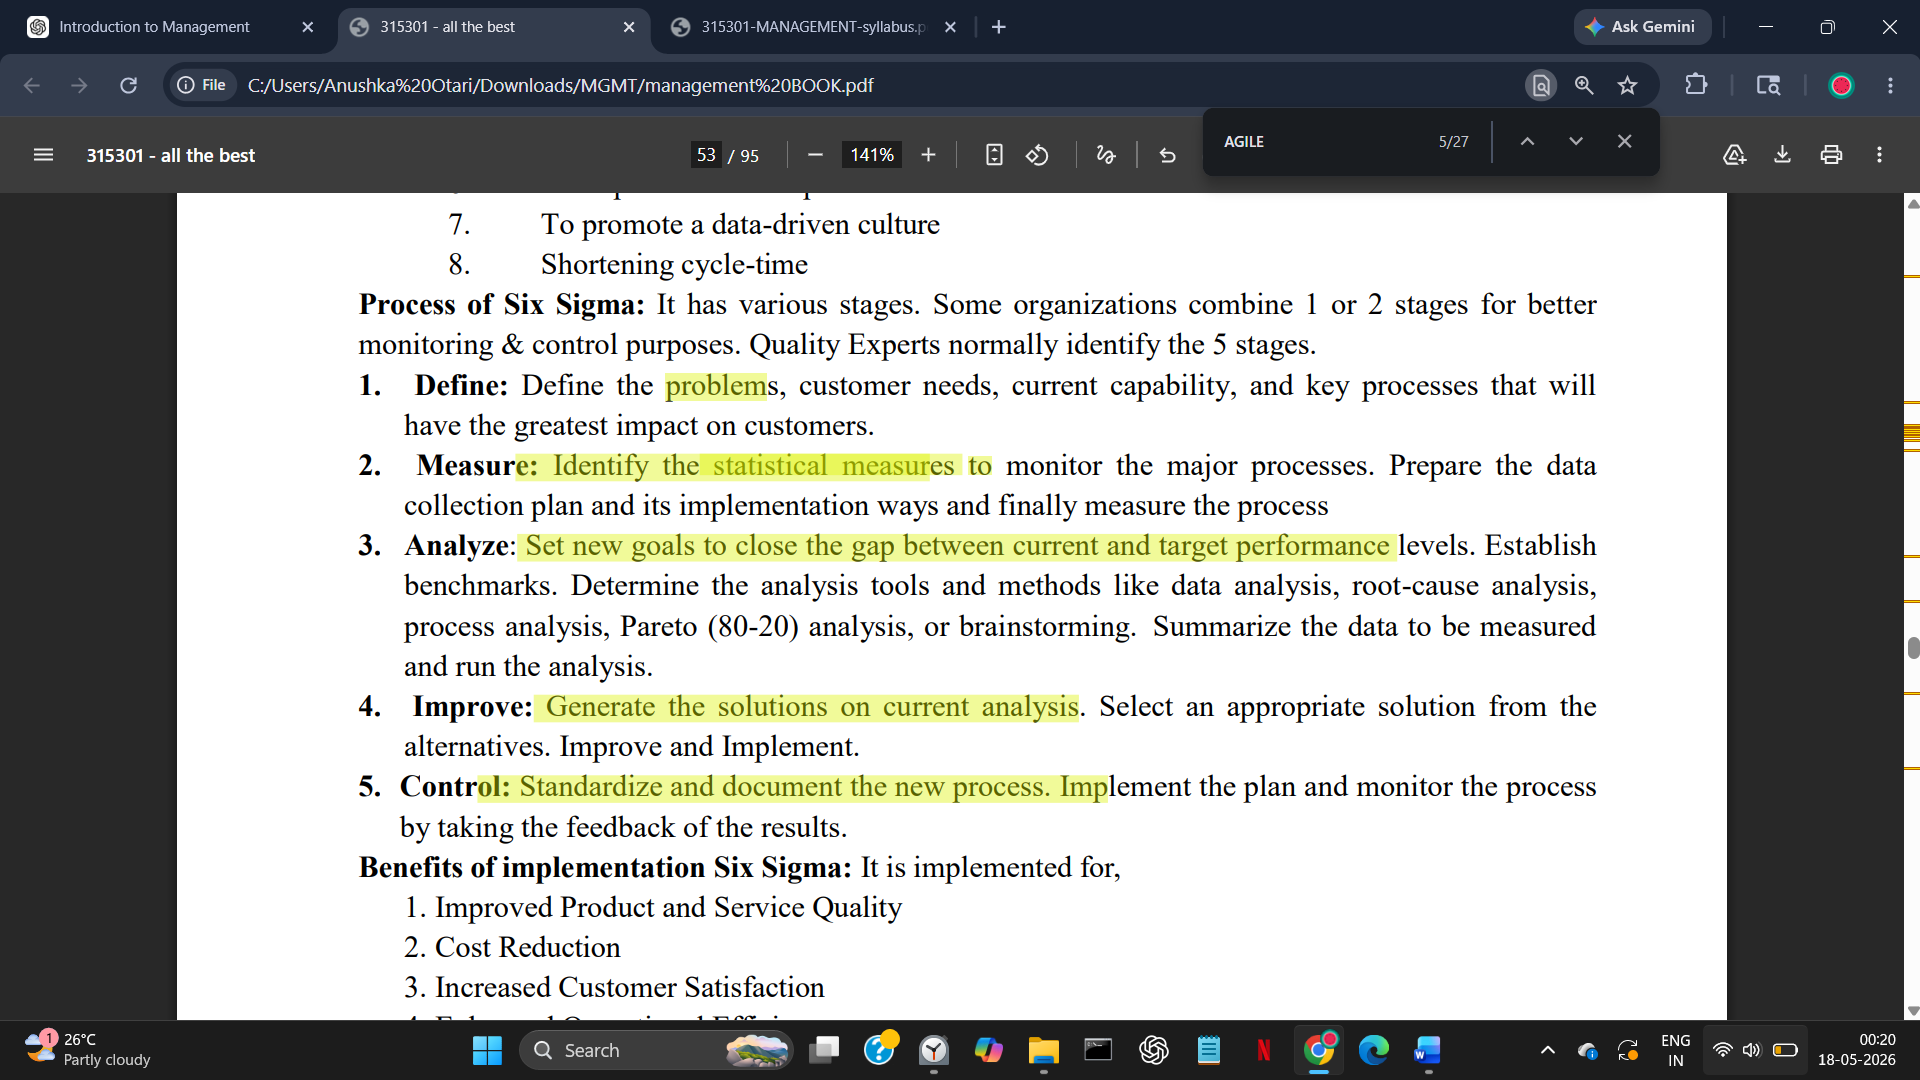 Introduction to Management
315301 - all the best
315301-MANAGEMENT-syllabus.p
Ask Gemini
File
C:/Users/Anushka%20Otari/Downloads/MGMT/management%20BOOK.pdf
315301 - all the best
53 / 95
141%
AGILE
5/27
7. To promote a data-driven culture
8. Shortening cycle-time
Process of Six Sigma: It has various stages. Some organizations combine 1 or 2 stages for better
monitoring & control purposes. Quality Experts normally identify the 5 stages.
1. Define: Define the problems, customer needs, current capability, and key processes that will
have the greatest impact on customers.
2. Measure: Identify the statistical measures to monitor the major processes. Prepare the data
collection plan and its implementation ways and finally measure the process
3. Analyze: Set new goals to close the gap between current and target performance levels. Establish
benchmarks. Determine the analysis tools and methods like data analysis, root-cause analysis,
process analysis, Pareto (80-20) analysis, or brainstorming. Summarize the data to be measured
and run the analysis.
4. Improve: Generate the solutions on current analysis. Select an appropriate solution from the
alternatives. Improve and Implement.
5. Control: Standardize and document the new process. Implement the plan and monitor the process
by taking the feedback of the results.
Benefits of implementation Six Sigma: It is implemented for,
1. Improved Product and Service Quality
2. Cost Reduction
3. Increased Customer Satisfaction
1
26°C
Partly cloudy
Search
ENG
IN
00:20
18-05-2026